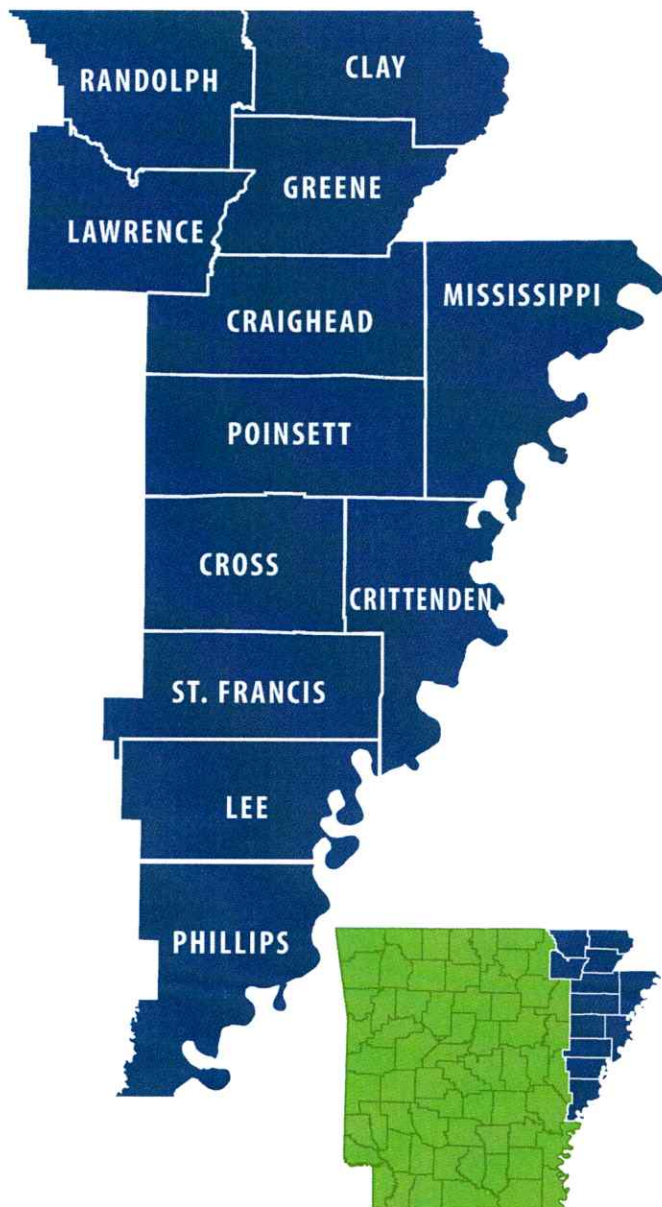 RANDOLPH
CLAY
GREENE
LAWRENCE
MISSISSIPPI
CRAIGHEAD
POINSETT
CROSS
CRITTENDEN
ST. FRANCIS
LEE
PHILLIPS